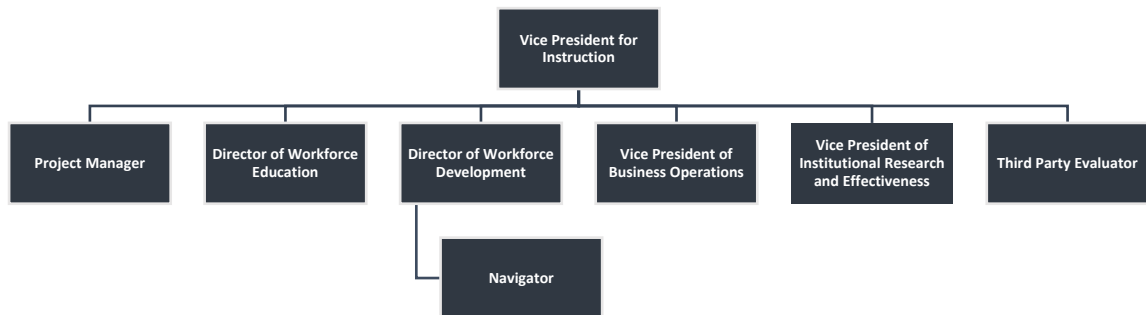 Vice President for
Instruction
Project Manager
Director of Workforce
Education
Director of Workforce
Development
Vice President of
Business Operations
Vice President of
Institutional Research
and Effectiveness
Third Party Evaluator
Navigator